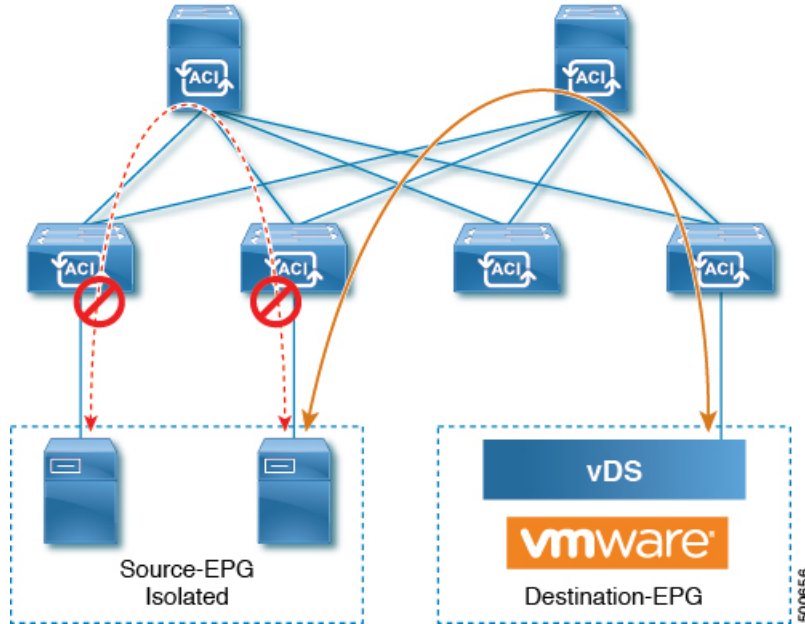 ACI
ACI
ACI
ACI
ACI
ACI
vDS
vmware®
Source-EPG
Isolated
Destination-EPG